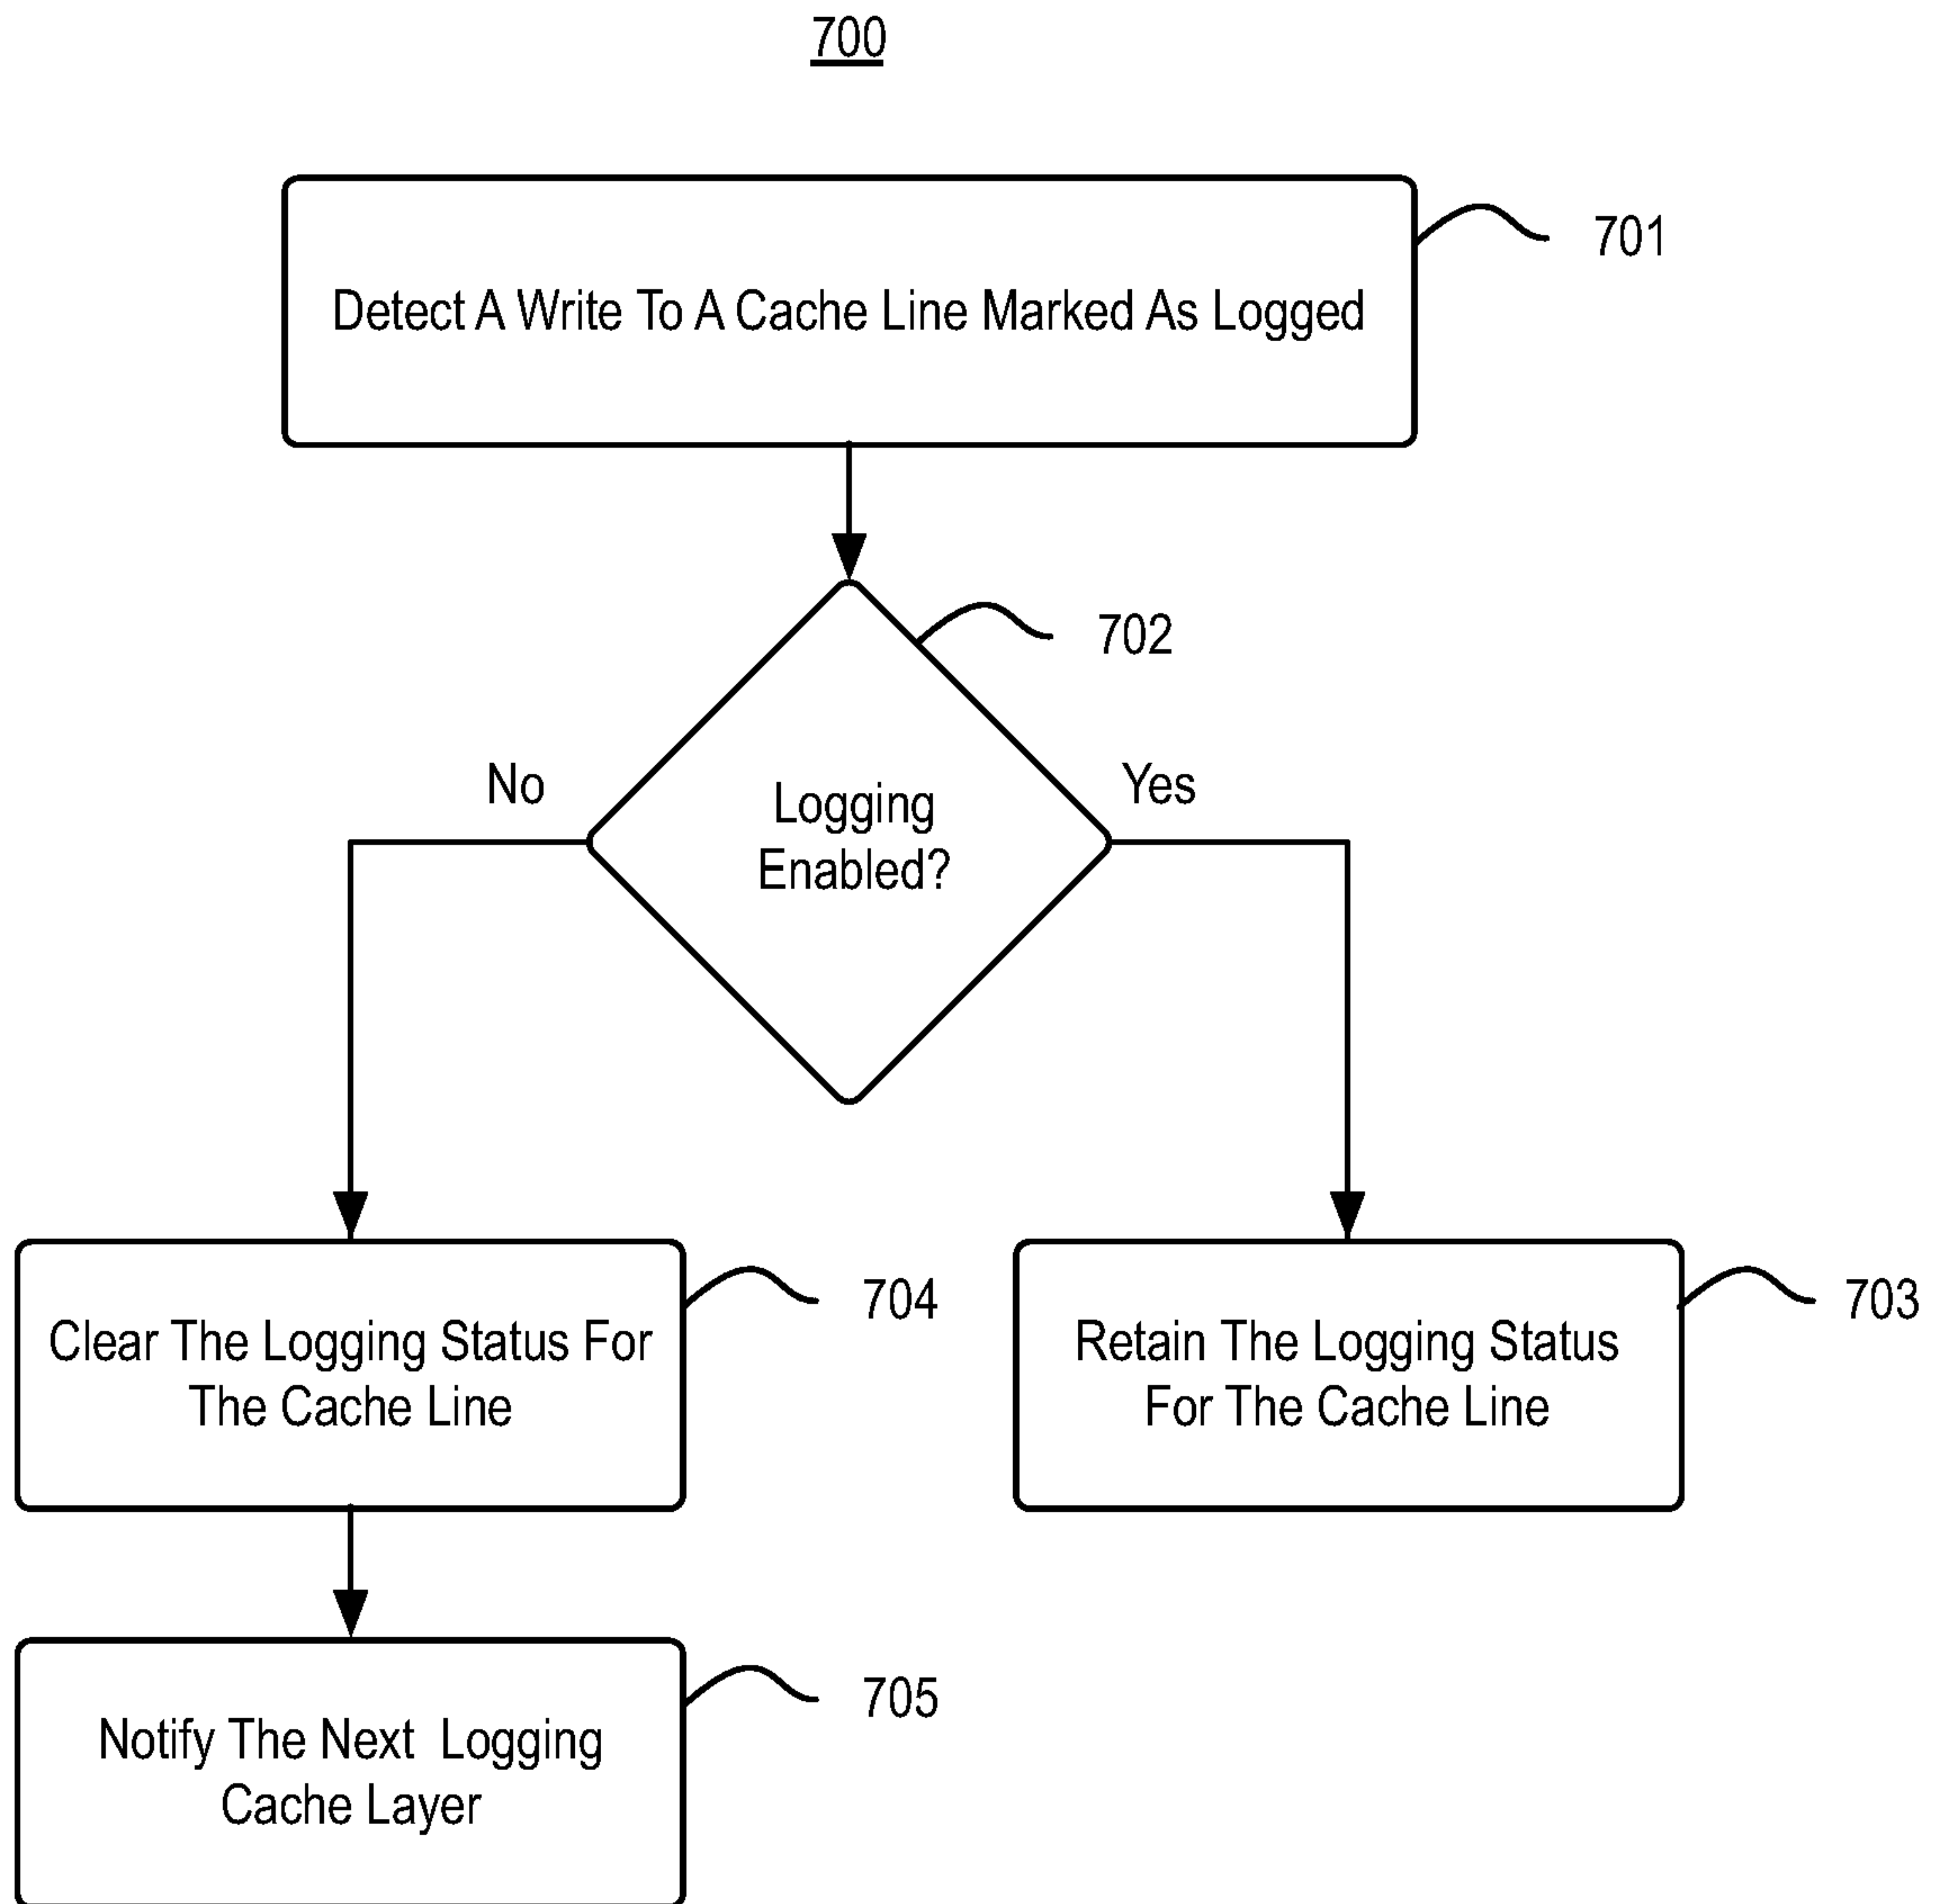 700
Detect A Write To A Cache Line Marked As Logged
701
702
No
Yes
Logging
Enabled?
Clear The Logging Status For
The Cache Line
704
Retain The Logging Status
For The Cache Line
703
Notify The Next Logging
Cache Layer
705